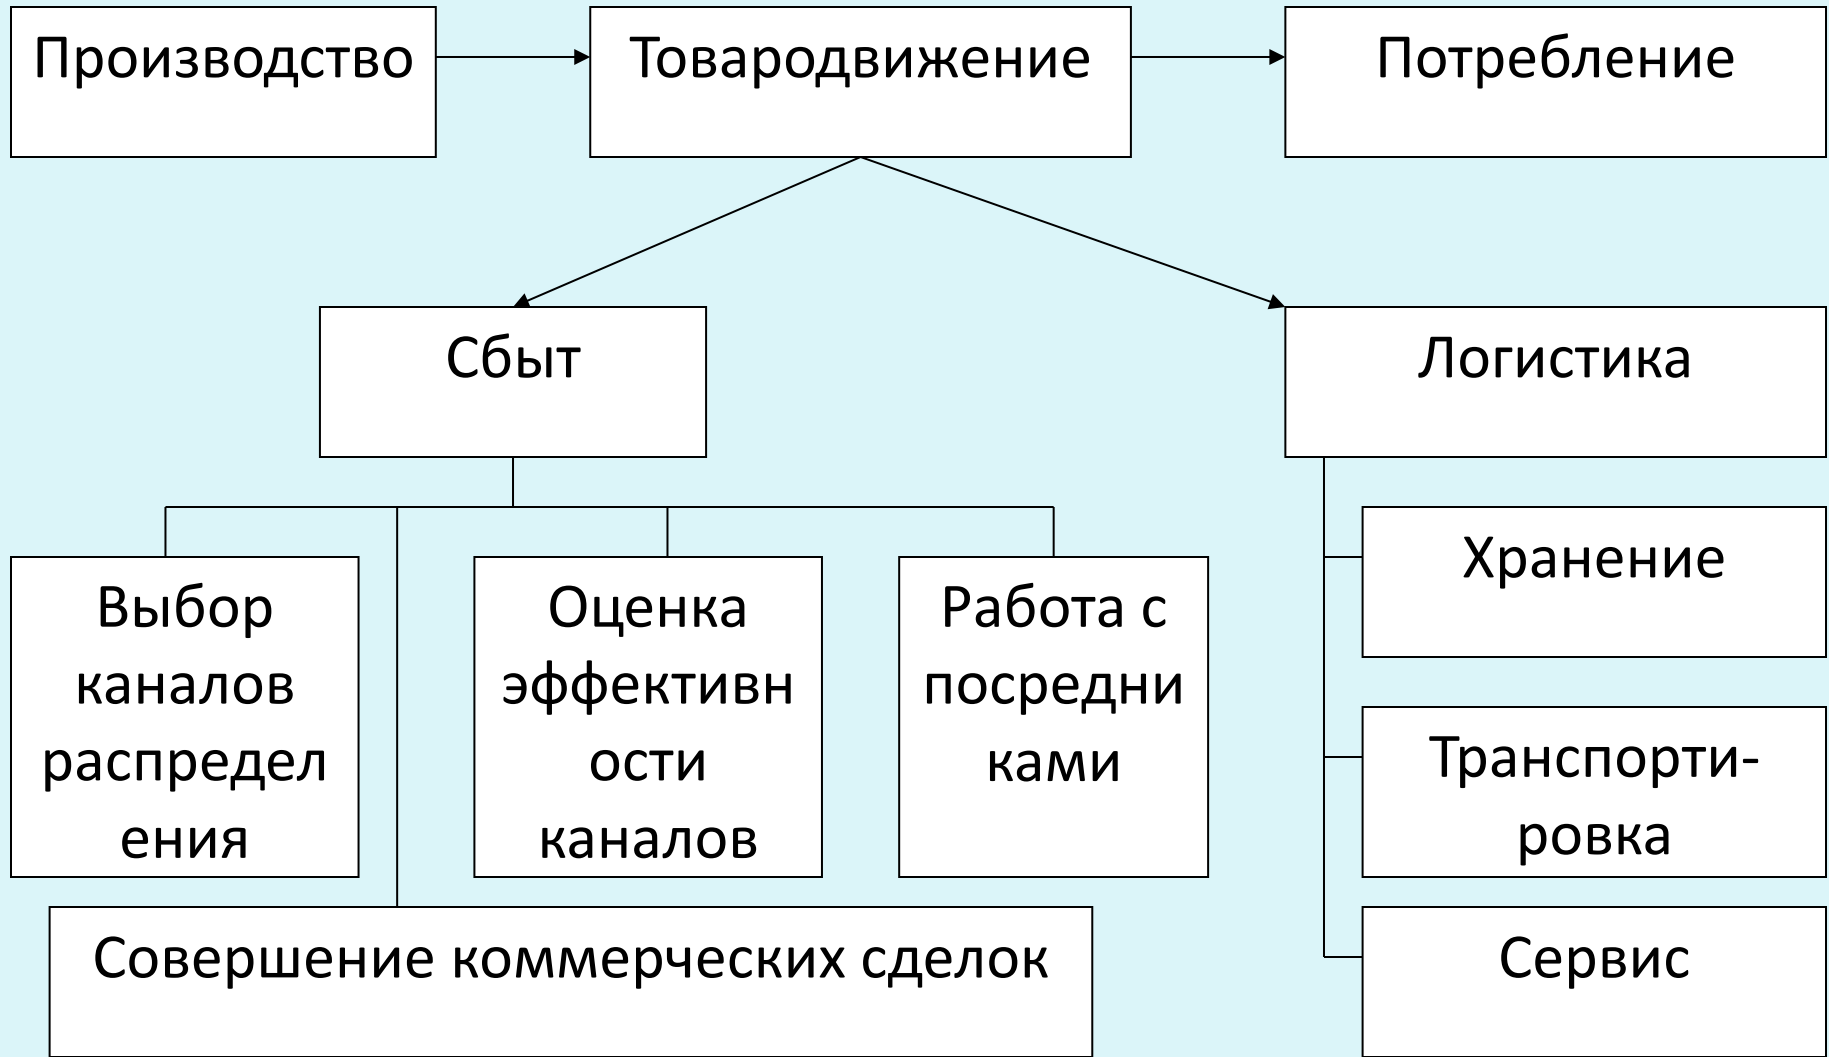 Производство
Товародвижение
Потребление
Сбыт
Логистика
Выбор
каналов
распредел
ения
Оценка
эффективн
ости
каналов
Работа с
посредни
ками
Хранение
Транспорти-
ровка
Совершение коммерческих сделок
Сервис